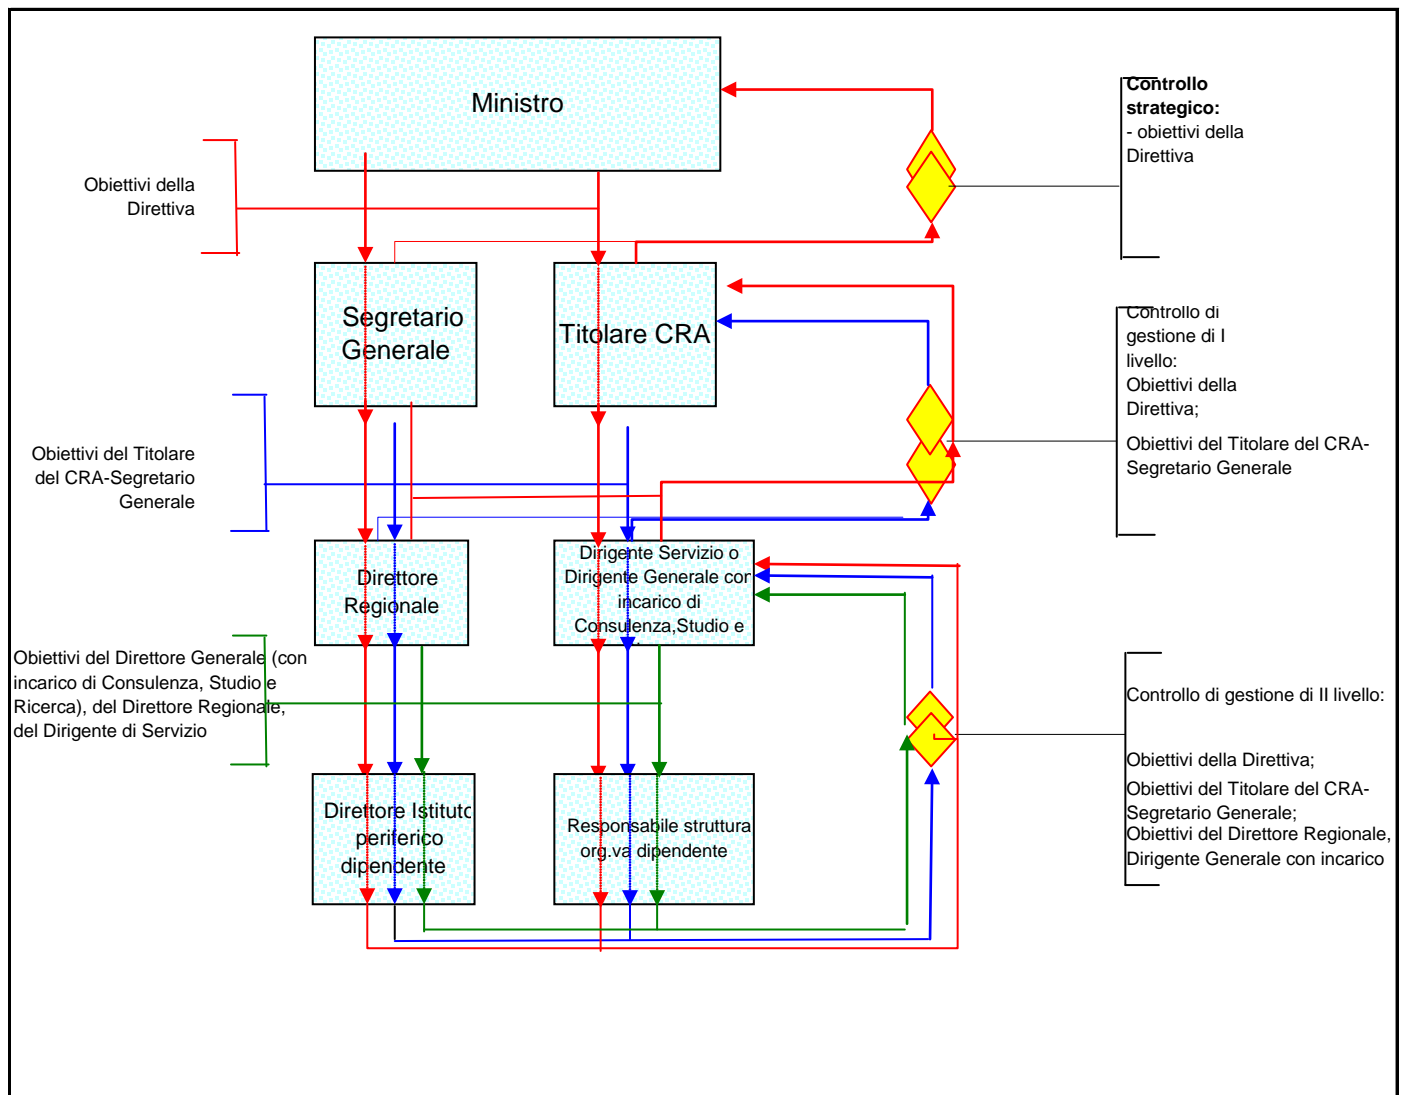 Ministro
Controllo
strategico:
- obiettivi della
Direttiva
Obiettivi della
Direttiva
Segretario
Generale
Titolare CRA
Controllo di
gestione di I
livello:
Obiettivi della
Direttiva;
Obiettivi del Titolare del CRA-
Segretario Generale
Obiettivi del Titolare
del CRA-Segretario
Generale
Direttore
Regionale
Dirigente Servizio o
Dirigente Generale con
incarico di
Consulenza,Studio e
Obiettivi del Direttore Generale (con
incarico di Consulenza, Studio e
Ricerca), del Direttore Regionale,
del Dirigente di Servizio
Controllo di gestione di II livello:
Obiettivi della Direttiva;
Obiettivi del Titolare del CRA-
Segretario Generale;
Obiettivi del Direttore Regionale,
Dirigente Generale con incarico
Direttore Istituto
periferico
dipendente
Responsabile struttura
org.va dipendente